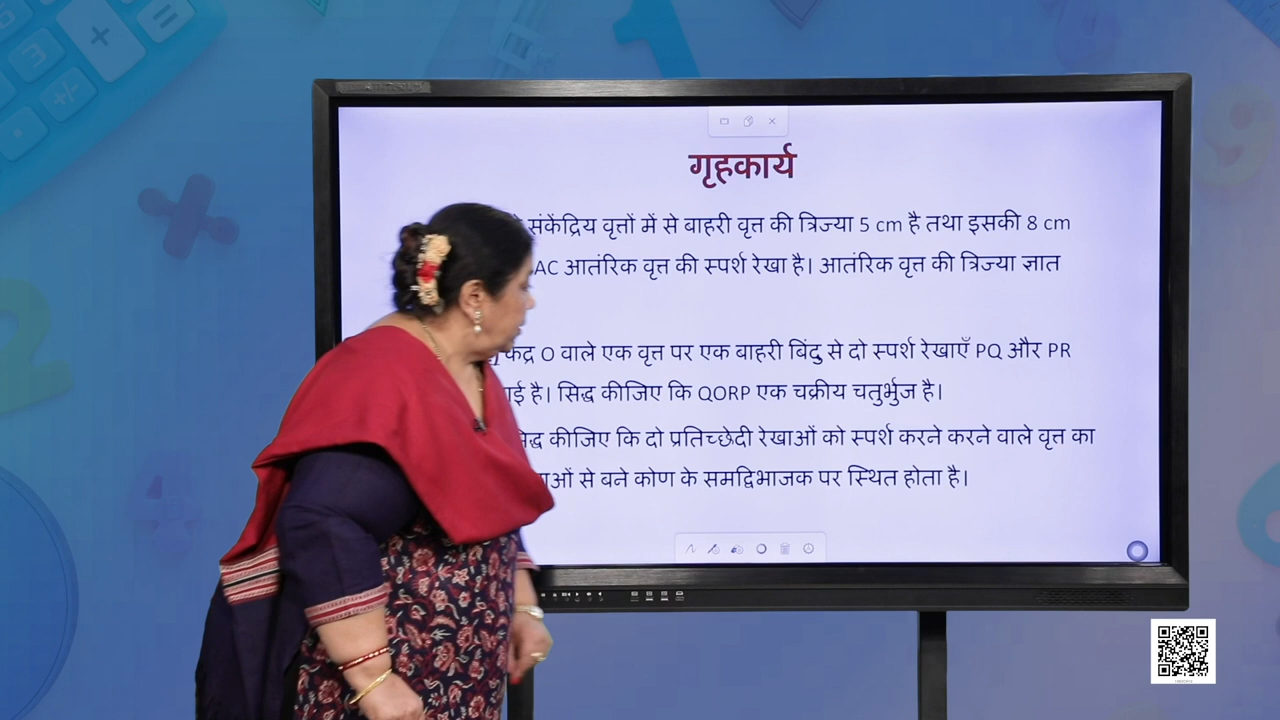 गृहकार्य
संकेंद्रिय वृत्तों में से बाहरी वृत्त की त्रिज्या 5 cm है तथा इसकी 8 cm
AC आतंरिक वृत्त की स्पर्श रेखा है। आतंरिक वृत्त की त्रिज्या ज्ञात
केंद्र O वाले एक वृत्त पर एक बाहरी बिंदु से दो स्पर्श रेखाएँ PQ और PR
है। सिद्ध कीजिए कि QORP एक चक्रीय चतुर्भुज है।
कीजिए कि दो प्रतिच्छेदी रेखाओं को स्पर्श करने करने वाले वृत्त का
से बने कोण के समद्विभाजक पर स्थित होता है।